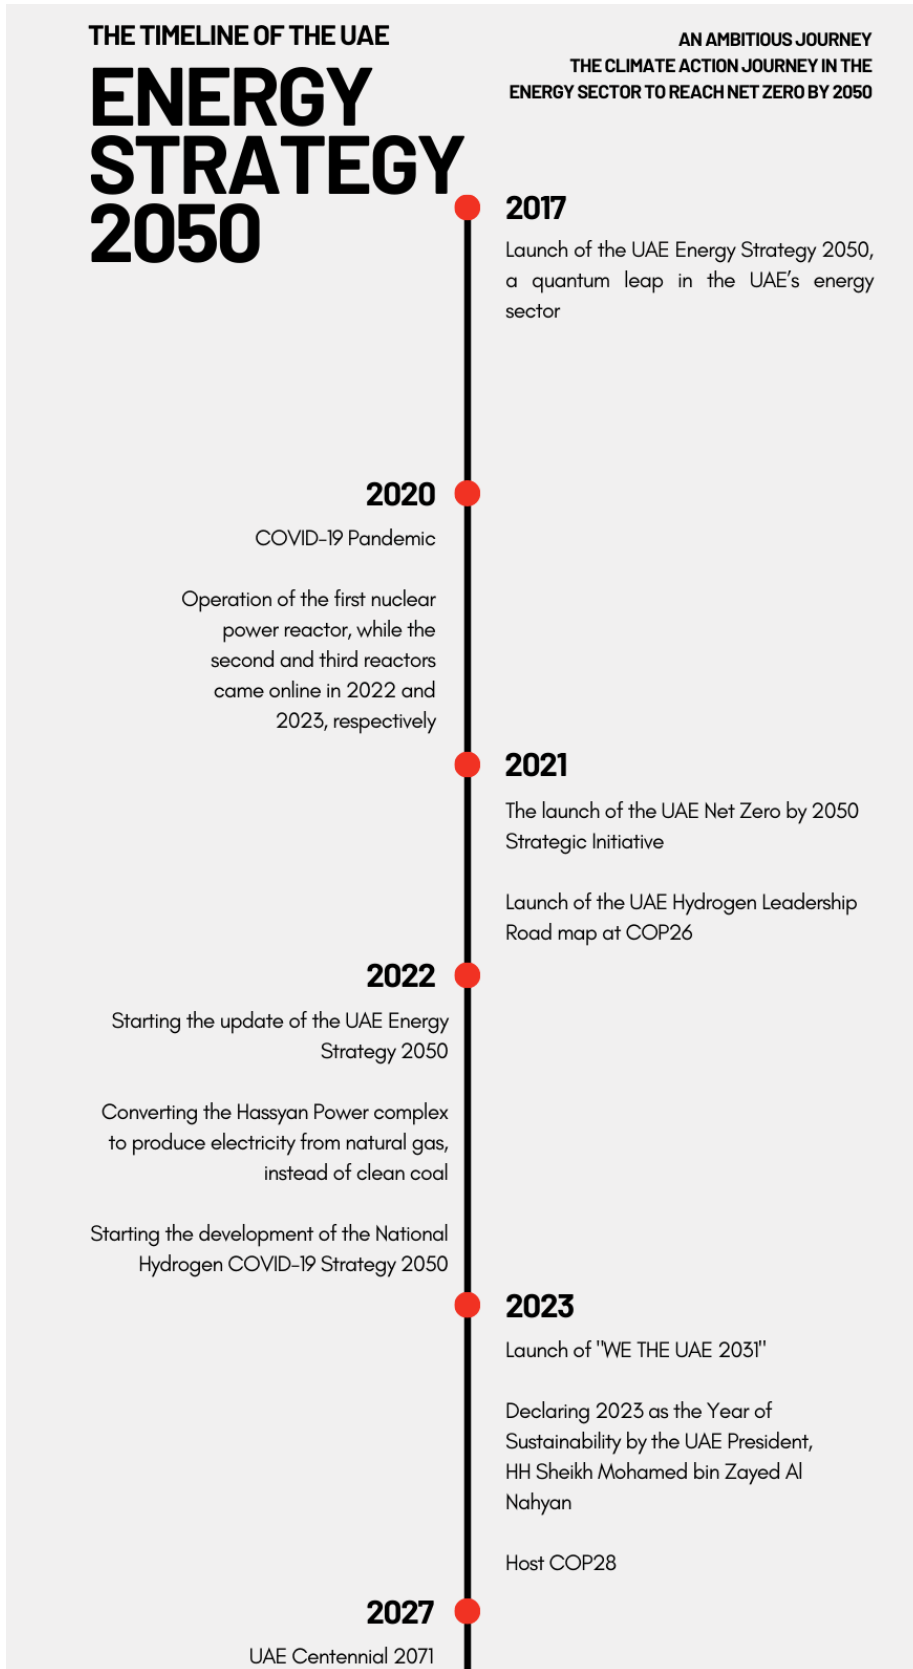 THE TIMELINE OF THE UAE
ENERGY
STRATEGY
2050
AN AMBITIOUS JOURNEY
THE CLIMATE ACTION JOURNEY IN THE
ENERGY SECTOR TO REACH NET ZERO BY 2050
2017
Launch of the UAE Energy Strategy 2050,
a quantum leap in the UAE's energy
sector
2020
COVID-19 Pandemic
Operation of the first nuclear
power reactor, while the
second and third reactors
came online in 2022 and
2023, respectively
2021
The launch of the UAE Net Zero by 2050
Strategic Initiative
Launch of the UAE Hydrogen Leadership
Road map at COP26
2022
Starting the update of the UAE Energy
Strategy 2050
Converting the Hassyan Power complex
to produce electricity from natural gas,
instead of clean coal
Starting the development of the National
Hydrogen COVID-19 Strategy 2050
2023
Launch of "WE THE UAE 2031"
Declaring 2023 as the Year of
Sustainability by the UAE President,
HH Sheikh Mohamed bin Zayed Al
Nahyan
Host COP28
2027
UAE Centennial 2071